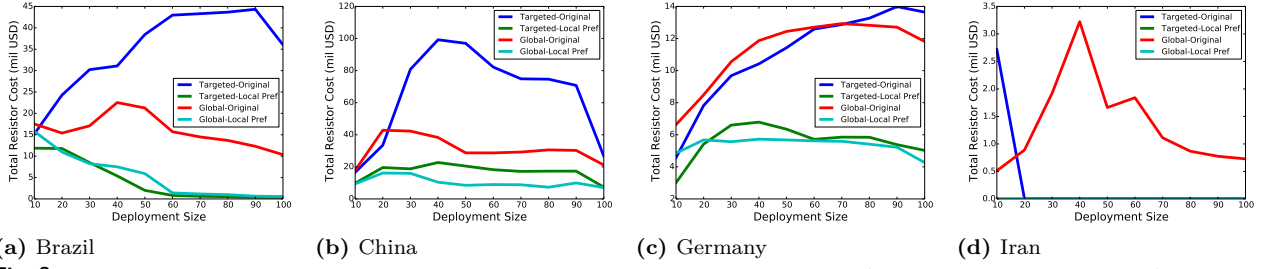 45
40
35
30
25
20
15
10
5
0
Total Resistor Cost (mil USD)
10 20 30 40 50 60 70 80 90 100
Deployment Size
Targeted-Original
Targeted-Local Pref
Global-Original
Global-Local Pref
(a) Brazil
120
100
80
60
40
20
0
Total Resistor Cost (mil USD)
10 20 30 40 50 60 70 80 90 100
Deployment Size
Targeted-Original
Targeted-Local Pref
Global-Original
Global-Local Pref
(b) China
14
12
10
8
6
4
2
Total Resistor Cost (mil USD)
10 20 30 40 50 60 70 80 90 100
Deployment Size
Targeted-Original
Targeted-Local Pref
Global-Original
Global-Local Pref
(c) Germany
3.5
3.0
2.5
2.0
1.5
1.0
0.5
0.0
Total Resistor Cost (mil USD)
10 20 30 40 50 60 70 80 90 100
Deployment Size
Targeted-Original
Targeted-Local Pref
Global-Original
Global-Local Pref
(d) Iran